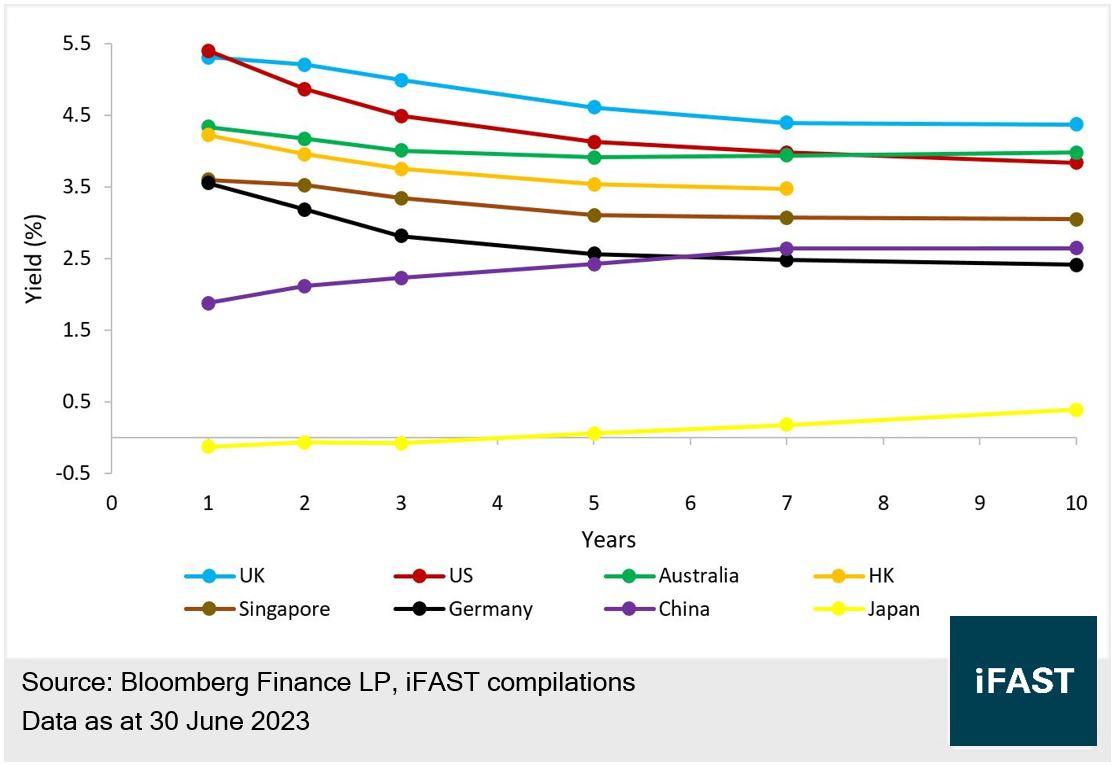 5.5
4.5
3.5
2.5
1.5
0.5
-0.5
Yield (%)
0 1 2 3 4 5 6 7 8 9 10
Years
UK US Australia HK
Singapore Germany China Japan
Source: Bloomberg Finance LP, iFAST compilations
Data as at 30 June 2023
iFAST